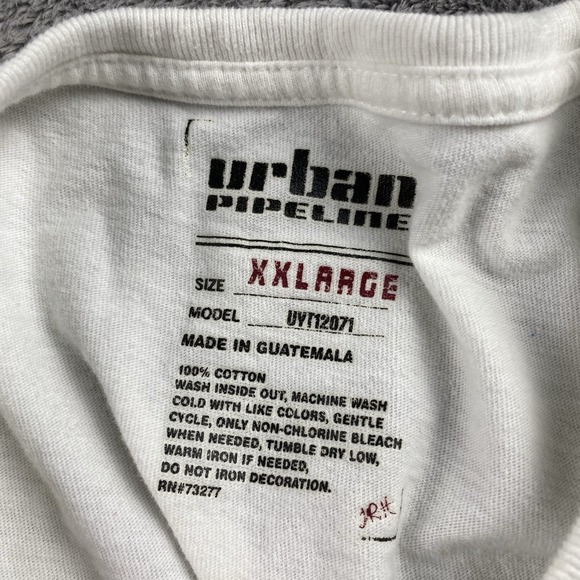 urban
PIPELINE
SIZE XXLARGE
MODEL UYT12071
MADE IN GUATEMALA
100% COTTON
WASH INSIDE OUT, MACHINE WASH
COLD WITH LIKE COLORS, GENTLE
CYCLE, ONLY NON-CHLORINE BLEACH
WHEN NEEDED, TUMBLE DRY LOW,
WARM IRON IF NEEDED,
DO NOT IRON DECORATION.
RN#73277
JRH